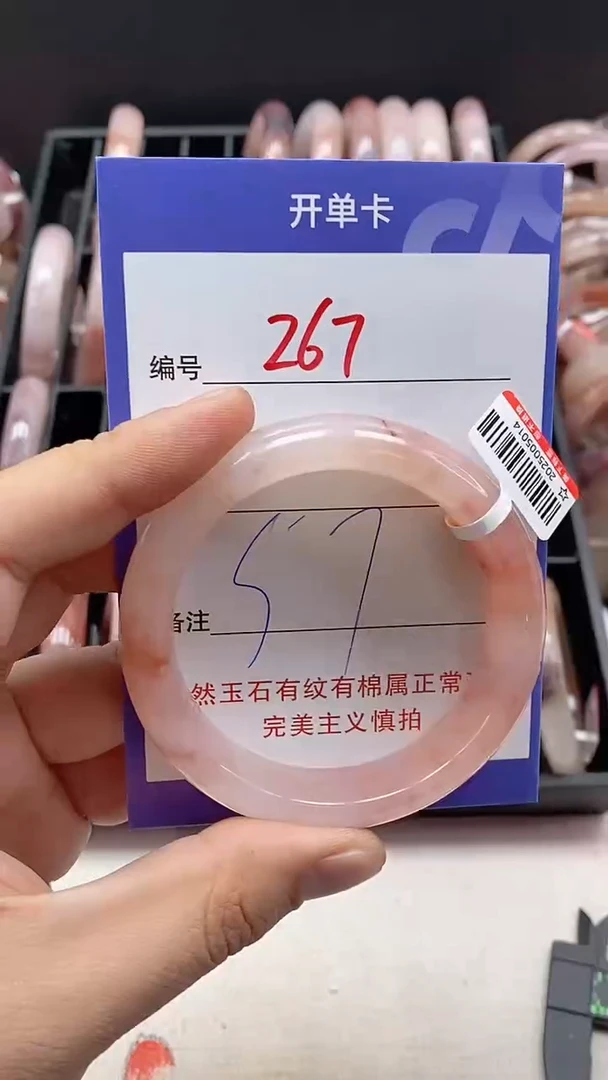 开单卡
编号 267
2025005014
57
备注
然玉石有纹有棉属正常
完美主义慎拍